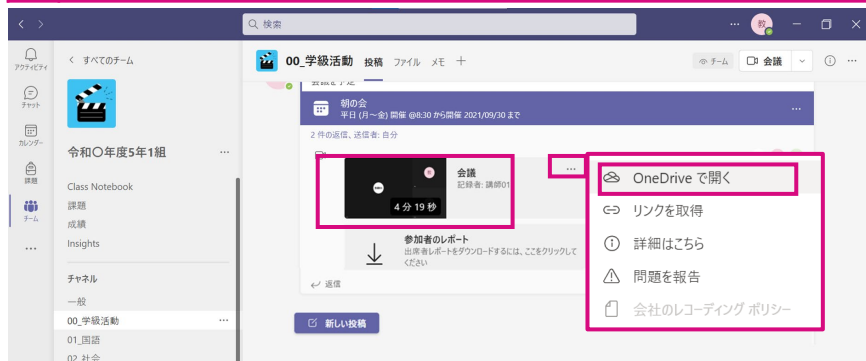 検索
教
アクティビティ
チャット
カレンダー
課題
チーム
すべてのチーム
令和〇年度5年1組
Class Notebook
課題
成績
Insights
チャネル
一般
00_学級活動
01_国語
02_社会
00_学級活動 投稿 ファイル メモ
チーム
会議
会議を予定
朝の会
平日 (月~金) 開催 @8:30 から開催 2021/09/30 まで
2 件の返信、送信者: 自分
4 分 19 秒
会議
記録者: 講師01
参加者のレポート
出席者レポートをダウンロードするには、ここをクリックして
ください
返信
新しい投稿
OneDrive で開く
リンクを取得
詳細はこちら
問題を報告
会社のレコーディング ポリシー